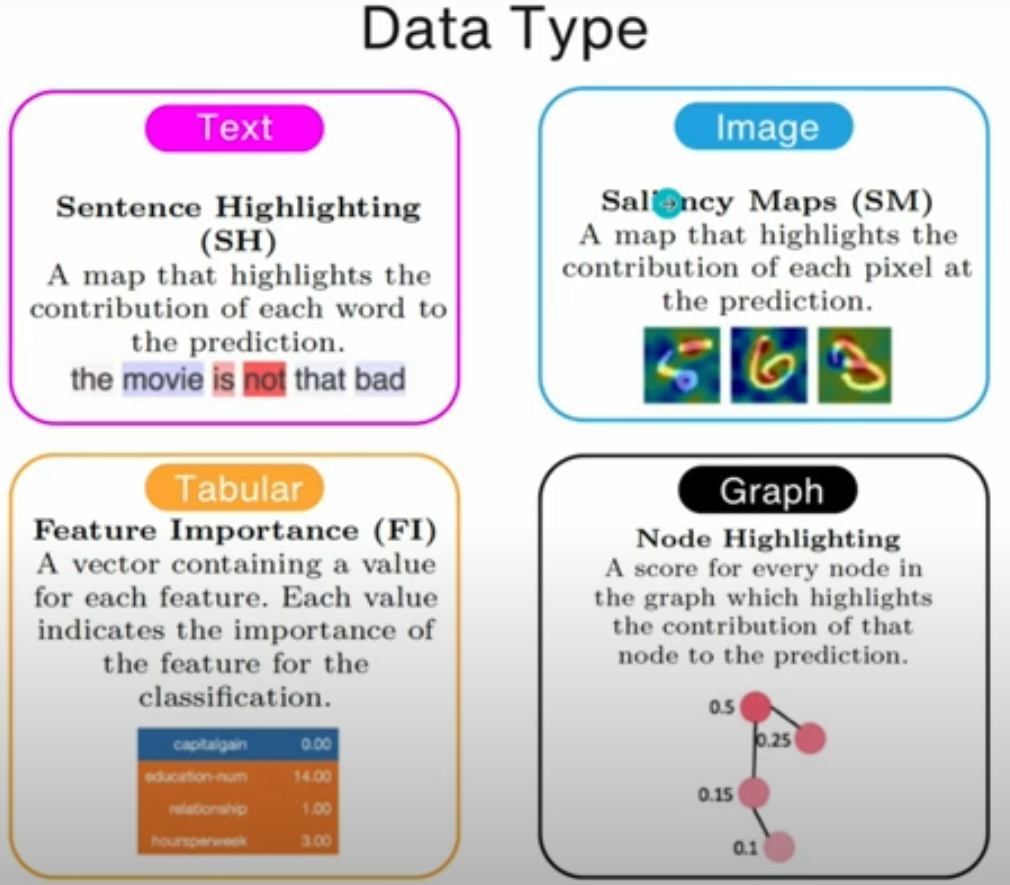 Data Type
Text
Sentence Highlighting
(SH)
A map that highlights the
contribution of each word to
the prediction.
the movie is not that bad
Image
Saliency Maps (SM)
A map that highlights the
contribution of each pixel at
the prediction.
Tabular
Feature Importance (FI)
A vector containing a value
for each feature. Each value
indicates the importance of
the feature for the
classification.
capitalgain 0.00
education-num 14.00
relationship 1.00
hoursperweek 3.00
Graph
Node Highlighting
A score for every node in
the graph which highlights
the contribution of that
node to the prediction.
0.5
0.25
0.15
0.1